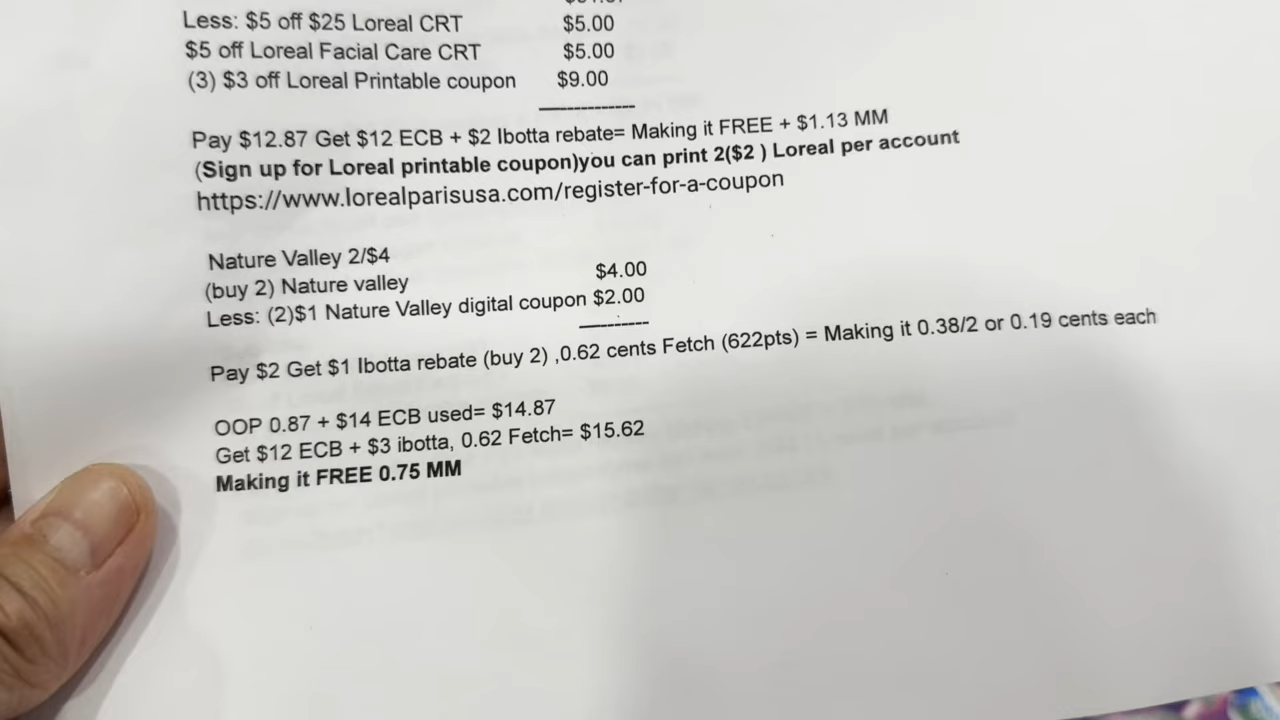 Less: $5 off $25 Loreal CRT $5.00
$5 off Loreal Facial Care CRT $5.00
(3) $3 off Loreal Printable coupon $9.00
Pay $12.87 Get $12 ECB + $2 Ibotta rebate= Making it FREE + $1.13 MM
(Sign up for Loreal printable coupon)you can print 2($2 ) Loreal per account
https://www.lorealparisusa.com/register-for-a-coupon
Nature Valley 2/$4
(buy 2) Nature valley $4.00
Less: (2)$1 Nature Valley digital coupon $2.00
Pay $2 Get $1 Ibotta rebate (buy 2) ,0.62 cents Fetch (622pts) = Making it 0.38/2 or 0.19 cents each
OOP 0.87 + $14 ECB used= $14.87
Get $12 ECB + $3 ibotta, 0.62 Fetch= $15.62
Making it FREE 0.75 MM